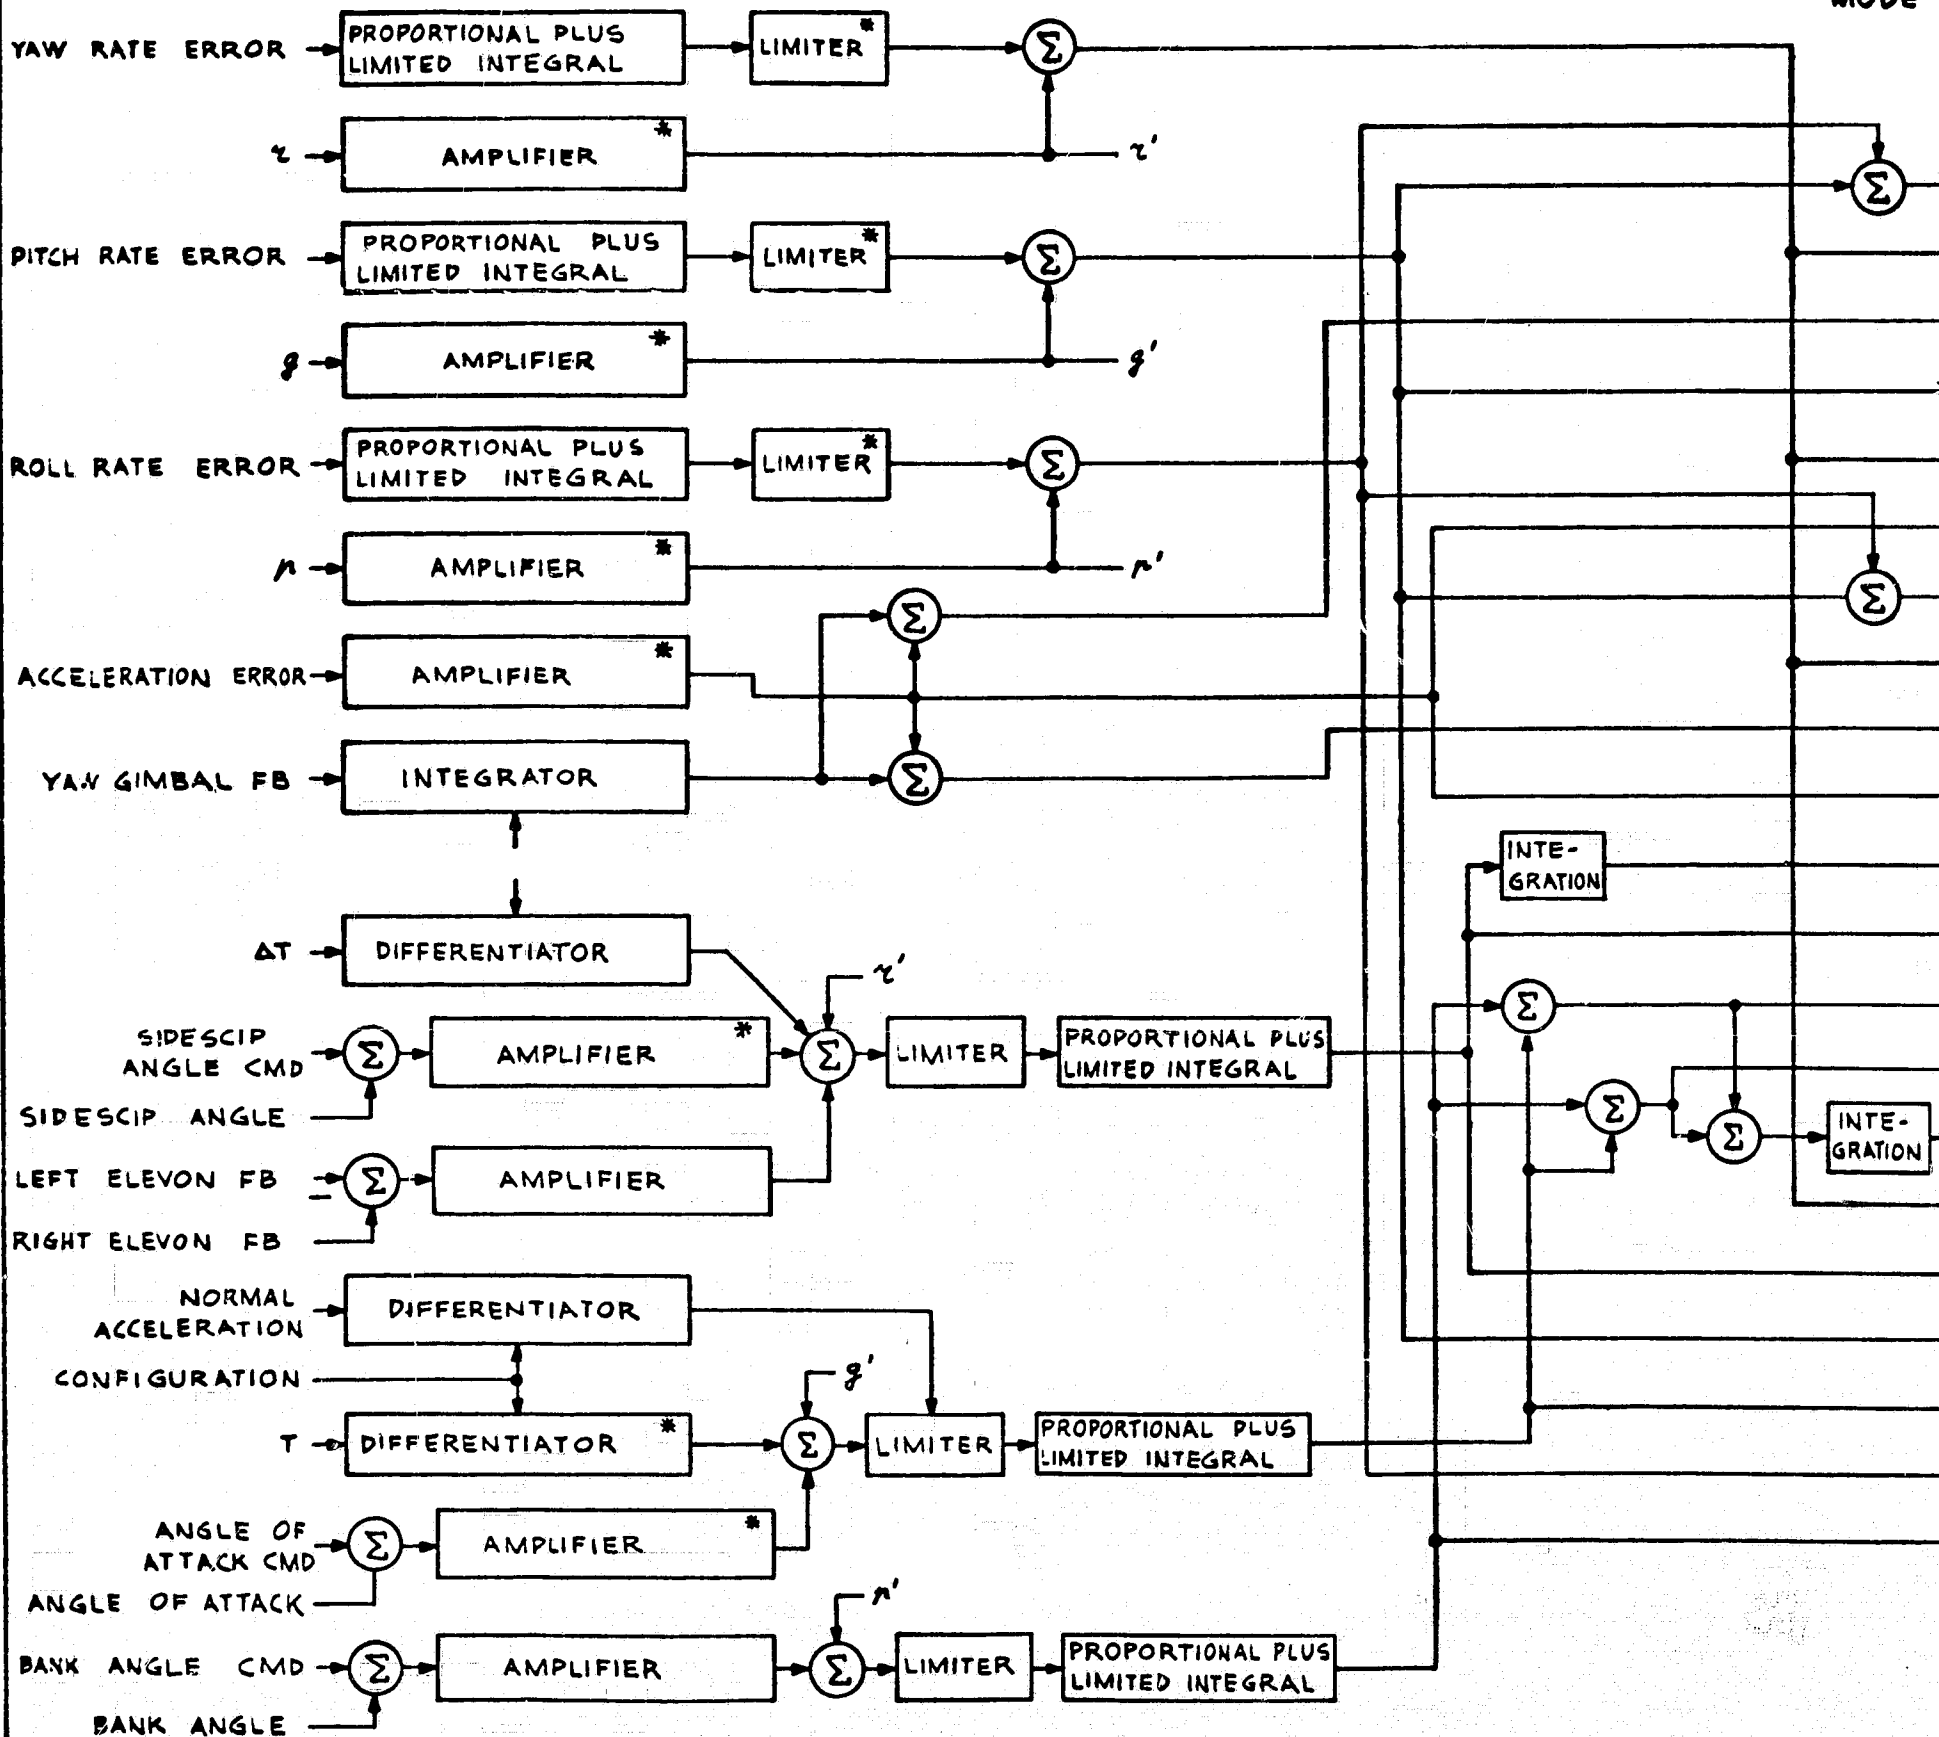 MODE
YAW RATE ERROR
PROPORTIONAL PLUS
LIMITED INTEGRAL
LIMITER*
Σ
r
AMPLIFIER *
r'
Σ
PITCH RATE ERROR
PROPORTIONAL PLUS
LIMITED INTEGRAL
LIMITER*
Σ
g
AMPLIFIER *
g'
ROLL RATE ERROR
PROPORTIONAL PLUS
LIMITED INTEGRAL
LIMITER*
Σ
p
AMPLIFIER *
p'
Σ
Σ
ACCELERATION ERROR
AMPLIFIER *
YAW GIMBAL FB
INTEGRATOR
Σ
INTE-
GRATION
ΔT
DIFFERENTIATOR
r'
Σ
SIDESCIP
ANGLE CMD
Σ
AMPLIFIER *
Σ
LIMITER
PROPORTIONAL PLUS
LIMITED INTEGRAL
SIDESCIP ANGLE
Σ
Σ
INTE-
GRATION
LEFT ELEVON FB
−
Σ
AMPLIFIER
RIGHT ELEVON FB
NORMAL
ACCELERATION
DIFFERENTIATOR
CONFIGURATION
g'
T
DIFFERENTIATOR *
Σ
LIMITER
PROPORTIONAL PLUS
LIMITED INTEGRAL
ANGLE OF
ATTACK CMD
Σ
AMPLIFIER *
ANGLE OF ATTACK
p'
BANK ANGLE CMD
Σ
AMPLIFIER
Σ
LIMITER
PROPORTIONAL PLUS
LIMITED INTEGRAL
BANK ANGLE